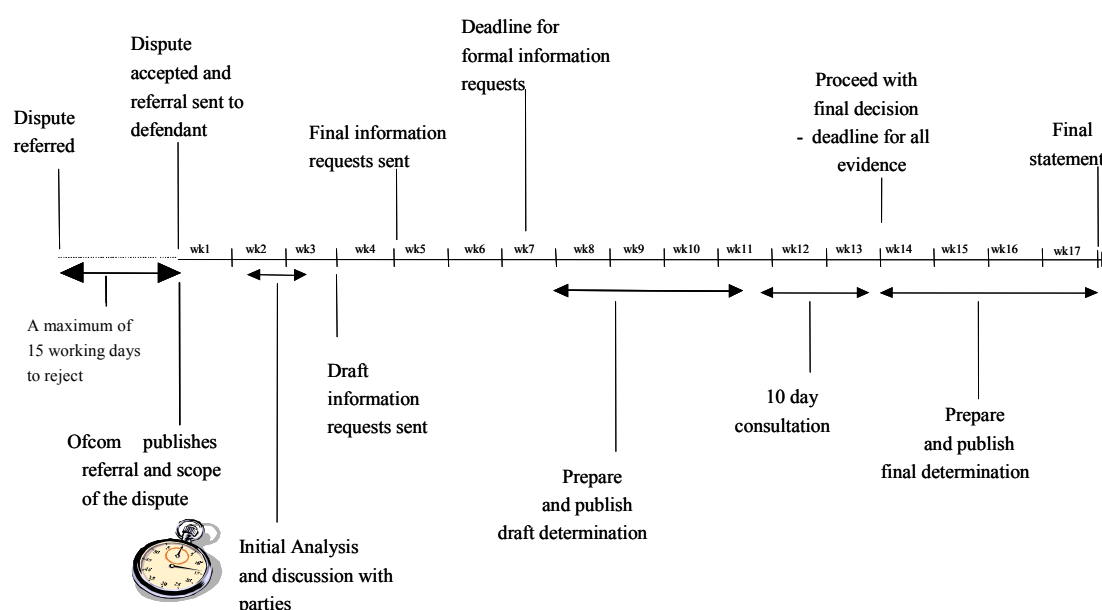 Dispute
referred
Dispute
accepted and
referral sent to
defendant
Final information
requests sent
Deadline for
formal information
requests
Proceed with
final decision
- deadline for all
evidence
Final
statement
wk1 wk2 wk3 wk4 wk5 wk6 wk7 wk8 wk9 wk10 wk11 wk12 wk13 wk14 wk15 wk16 wk17
A maximum of
15 working days
to reject
Ofcom publishes
referral and scope
of the dispute
Initial Analysis
and discussion with
parties
Draft
information
requests sent
Prepare
and publish
draft determination
10 day
consultation
Prepare
and publish
final determination